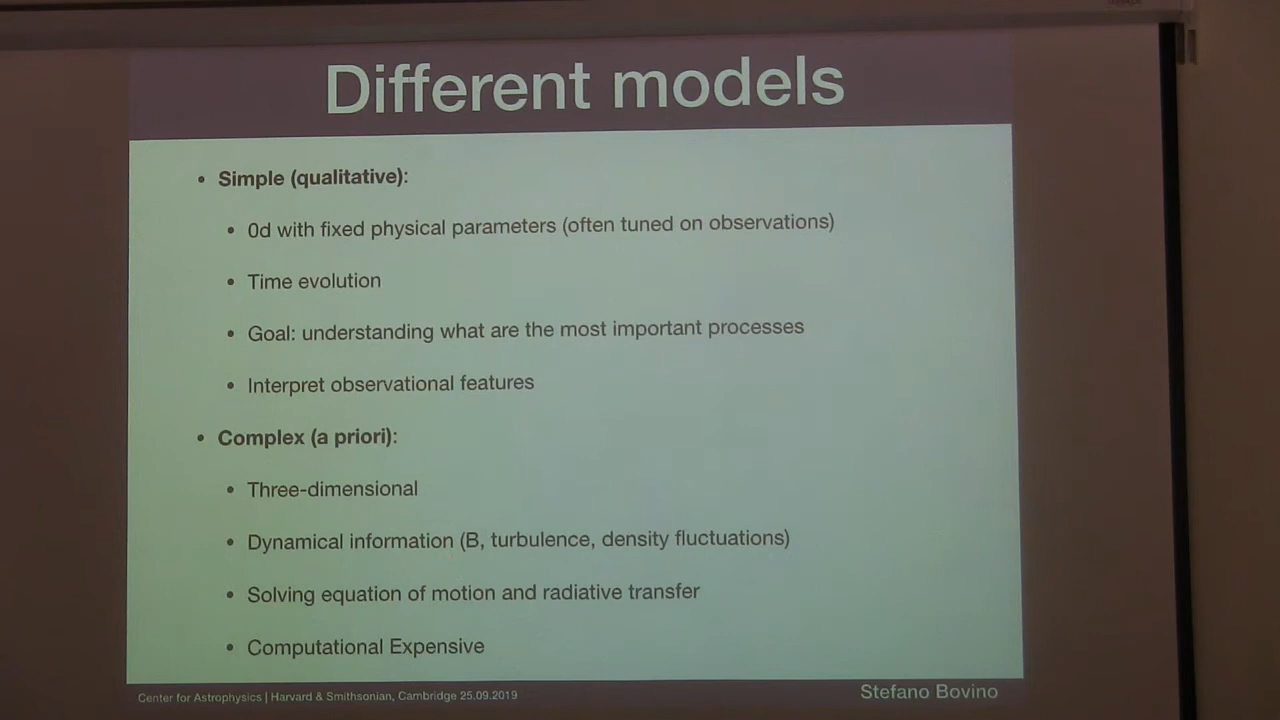 Different models
• Simple (qualitative):
• 0d with fixed physical parameters (often tuned on observations)
• Time evolution
• Goal: understanding what are the most important processes
• Interpret observational features
• Complex (a priori):
• Three-dimensional
• Dynamical information (B, turbulence, density fluctuations)
• Solving equation of motion and radiative transfer
• Computational Expensive
Center for Astrophysics | Harvard & Smithsonian, Cambridge 25.09.2019
Stefano Bovino